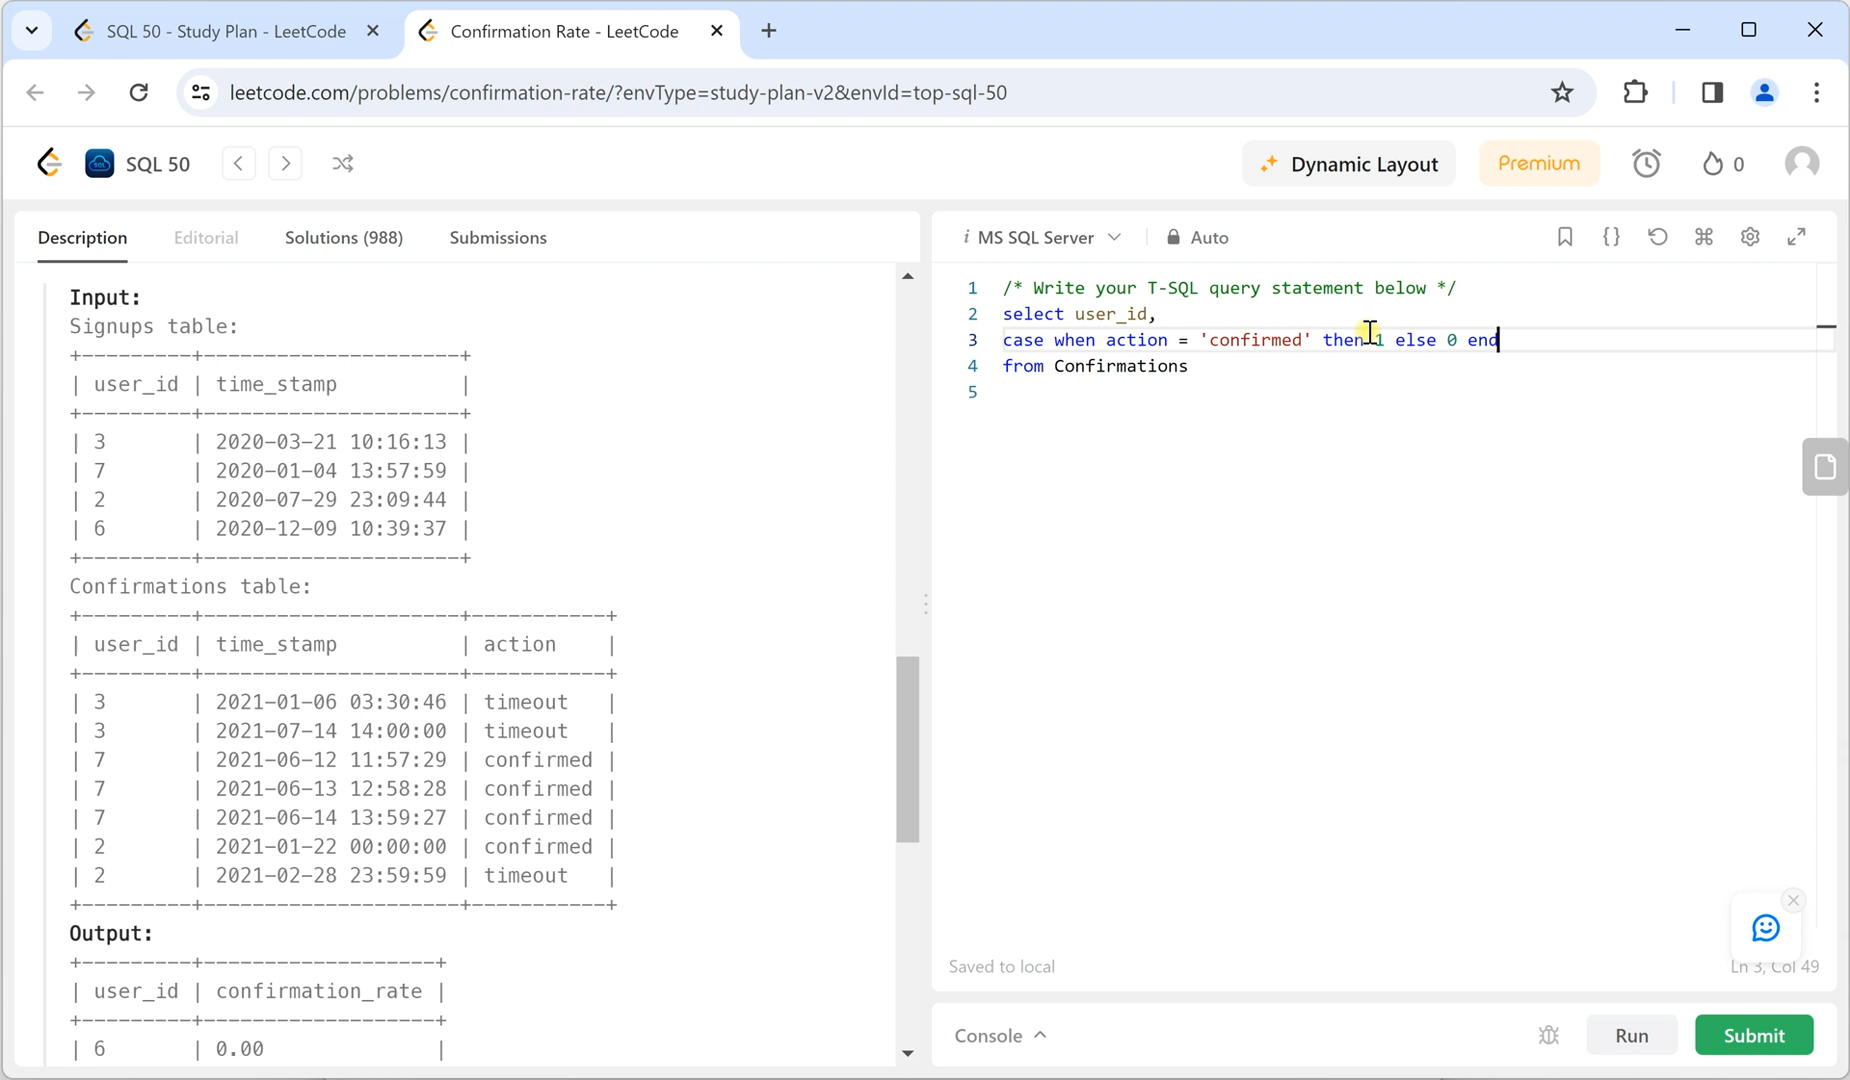 SQL 50 - Study Plan - LeetCode
Confirmation Rate - LeetCode
leetcode.com/problems/confirmation-rate/?envType=study-plan-v2&envId=top-sql-50
SQL 50
Dynamic Layout
Premium
0
Description
Editorial
Solutions (988)
Submissions
Input:
Signups table:
+---------+---------------------+
| user_id | time_stamp          |
+---------+---------------------+
| 3       | 2020-03-21 10:16:13 |
| 7       | 2020-01-04 13:57:59 |
| 2       | 2020-07-29 23:09:44 |
| 6       | 2020-12-09 10:39:37 |
+---------+---------------------+
Confirmations table:
+---------+---------------------+-----------+
| user_id | time_stamp          | action    |
+---------+---------------------+-----------+
| 3       | 2021-01-06 03:30:46 | timeout   |
| 3       | 2021-07-14 14:00:00 | timeout   |
| 7       | 2021-06-12 11:57:29 | confirmed |
| 7       | 2021-06-13 12:58:28 | confirmed |
| 7       | 2021-06-14 13:59:27 | confirmed |
| 2       | 2021-01-22 00:00:00 | confirmed |
| 2       | 2021-02-28 23:59:59 | timeout   |
+---------+---------------------+-----------+
Output:
+---------+-------------------+
| user_id | confirmation_rate |
+---------+-------------------+
| 6       | 0.00              |
i MS SQL Server
Auto
1 /* Write your T-SQL query statement below */
2 select user_id,
3 case when action = 'confirmed' then 1 else 0 end
4 from Confirmations
5
Saved to local
Ln 3, Col 49
Console
Run
Submit